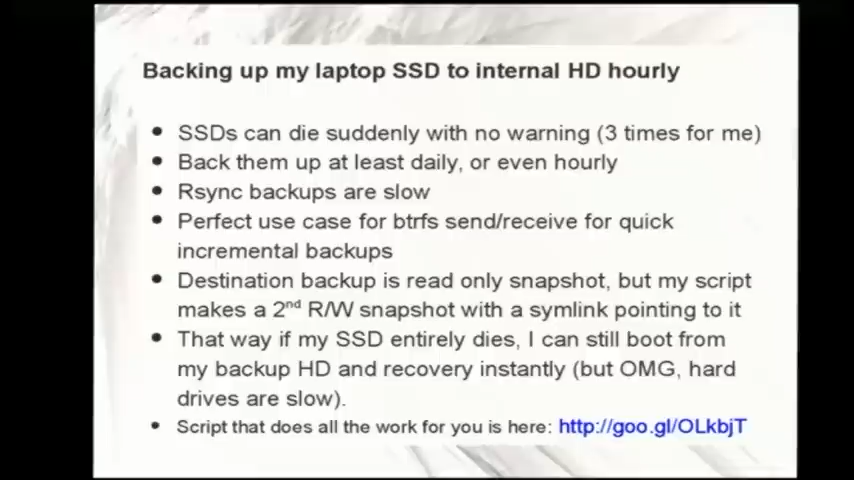 Backing up my laptop SSD to internal HD hourly
• SSDs can die suddenly with no warning (3 times for me)
• Back them up at least daily, or even hourly
• Rsync backups are slow
• Perfect use case for btrfs send/receive for quick
incremental backups
• Destination backup is read only snapshot, but my script
makes a 2nd R/W snapshot with a symlink pointing to it
• That way if my SSD entirely dies, I can still boot from
my backup HD and recovery instantly (but OMG, hard
drives are slow).
• Script that does all the work for you is here: http://goo.gl/OLkbjT